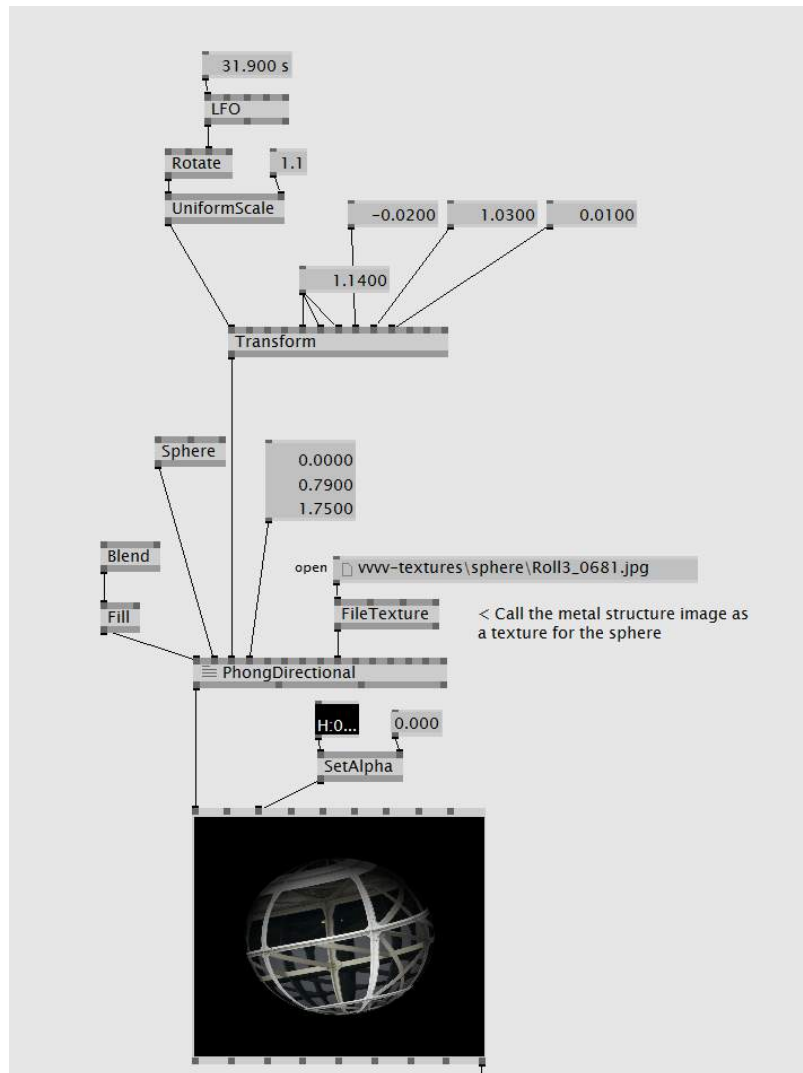 31.900 s
LFO
Rotate
1.1
UniformScale
-0.0200
1.0300
0.0100
1.1400
Transform
Sphere
0.0000
0.7900
1.7500
Blend
open
vvvv-textures\sphere\Roll3_0681.jpg
Fill
FileTexture
< Call the metal structure image as
a texture for the sphere
PhongDirectional
H:0...
0.000
SetAlpha